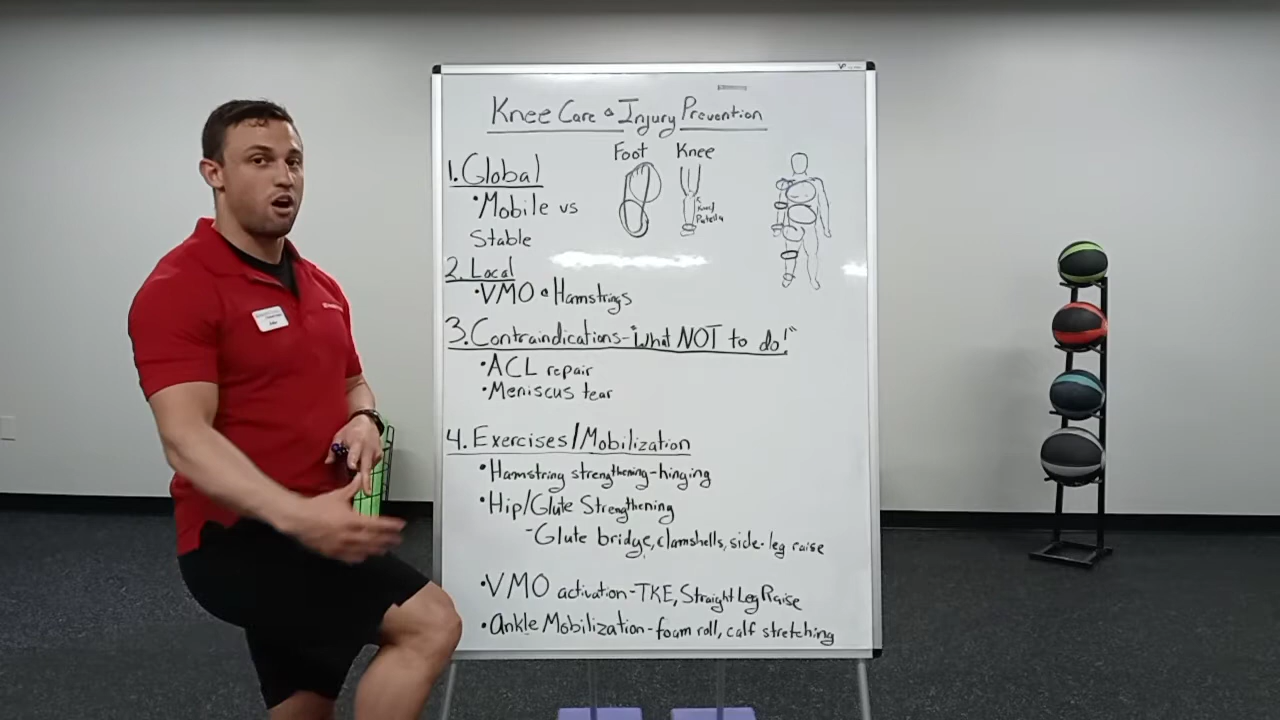 Knee Care & Injury Prevention
Foot Knee
1. Global
•Mobile vs
Stable
Patella
2. Local
•VMO & Hamstrings
3. Contraindications-"What NOT to do!"
•ACL repair
•Meniscus tear
4. Exercises/Mobilization
•Hamstring strengthening-hinging
•Hip/Glute Strengthening
-Glute bridge, clamshells, side-leg raise
•VMO activation-TKE, Straight Leg Raise
•Ankle Mobilization-foam roll, calf stretching